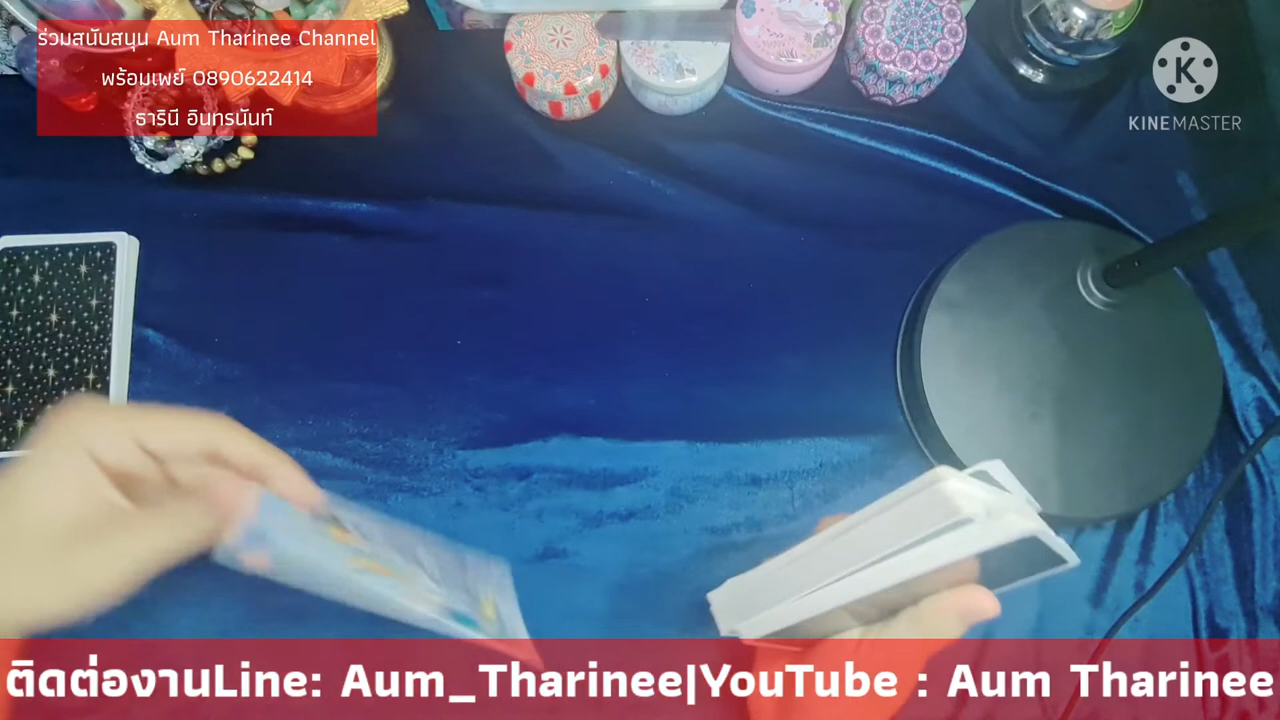 ร่วมสนับสนุน Aum Tharinee Channel
พร้อมเพย์ 0890622414
ธารินี อินทรนันท์
K
KINEMASTER
ติดต่องานLine: Aum_Tharinee|YouTube : Aum Tharinee